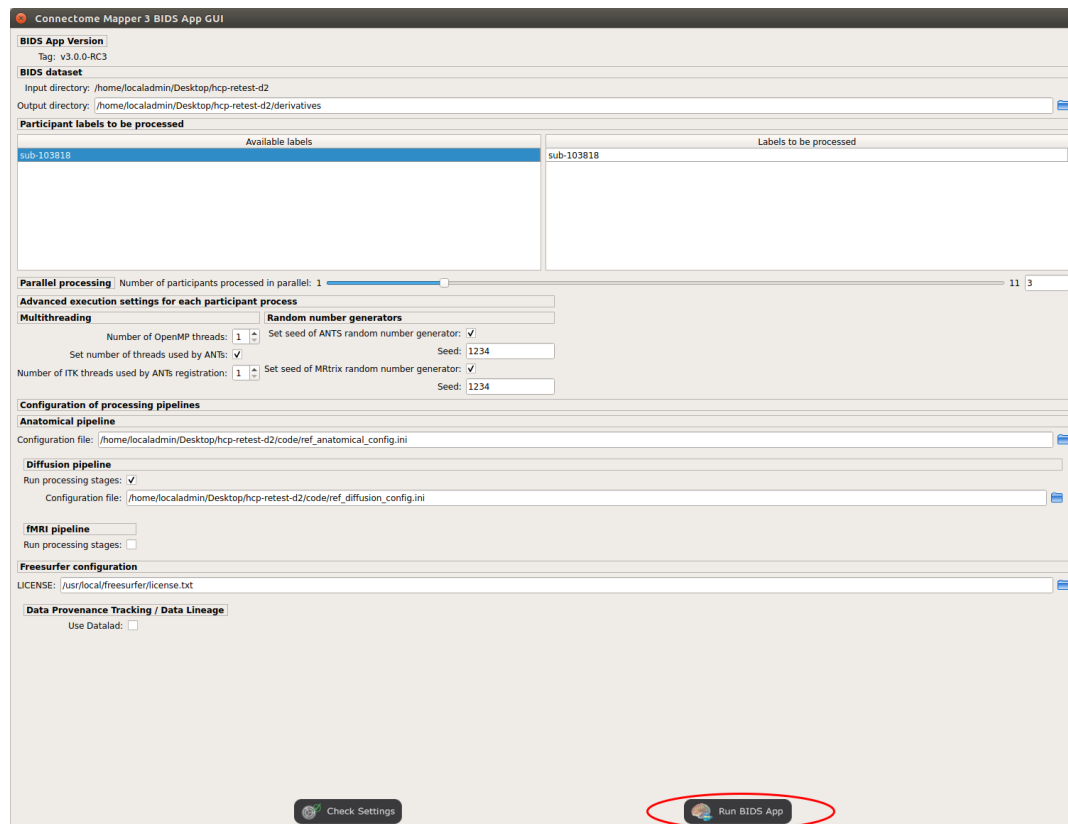 Connectome Mapper 3 BIDS App GUI
BIDS App Version
Tag: v3.0.0-RC3
BIDS dataset
Input directory: /home/localadmin/Desktop/hcp-retest-d2
Output directory: /home/localadmin/Desktop/hcp-retest-d2/derivatives
Participant labels to be processed
Available labels Labels to be processed
sub-103818 sub-103818
Parallel processing Number of participants processed in parallel: 1 11 3
Advanced execution settings for each participant process
Multithreading Random number generators
Number of OpenMP threads: 1 Set seed of ANTS random number generator:
Set number of threads used by ANTs: Seed: 1234
Number of ITK threads used by ANTs registration: 1 Set seed of MRtrix random number generator:
Seed: 1234
Configuration of processing pipelines
Anatomical pipeline
Configuration file: /home/localadmin/Desktop/hcp-retest-d2/code/ref_anatomical_config.ini
Diffusion pipeline
Run processing stages:
Configuration file: /home/localadmin/Desktop/hcp-retest-d2/code/ref_diffusion_config.ini
fMRI pipeline
Run processing stages:
Freesurfer configuration
LICENSE: /usr/local/freesurfer/license.txt
Data Provenance Tracking / Data Lineage
Use Datalad:
Check Settings Run BIDS App